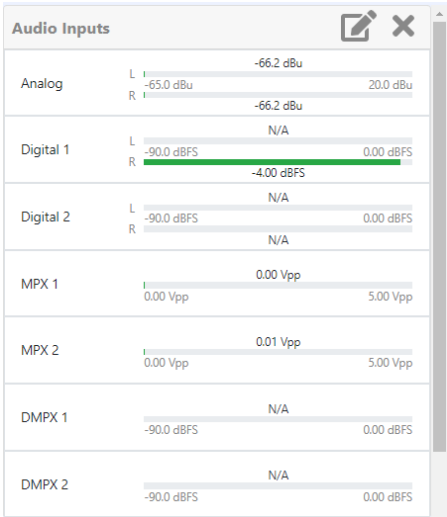 Audio Inputs
-66.2 dBu
Analog
L
R
-65.0 dBu 20.0 dBu
-66.2 dBu
N/A
Digital 1
L
R
-90.0 dBFS 0.00 dBFS
-4.00 dBFS
N/A
Digital 2
L
R
-90.0 dBFS 0.00 dBFS
N/A
0.00 Vpp
MPX 1
0.00 Vpp 5.00 Vpp
0.01 Vpp
MPX 2
0.00 Vpp 5.00 Vpp
N/A
DMPX 1
-90.0 dBFS 0.00 dBFS
N/A
DMPX 2
-90.0 dBFS 0.00 dBFS